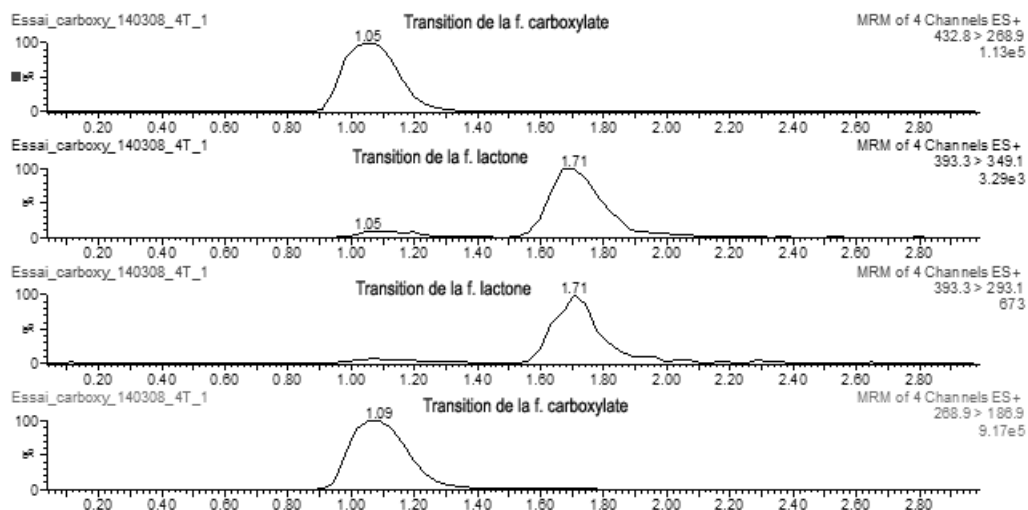 Essai_carboxy_140308_4T_1 Transition de la f. carboxylate MRM of 4 Channels ES+
432.8 > 268.9
1.13e5
1.05
100
%
0
0.20 0.40 0.60 0.80 1.00 1.20 1.40 1.60 1.80 2.00 2.20 2.40 2.60 2.80
Essai_carboxy_140308_4T_1 Transition de la f. lactone MRM of 4 Channels ES+
393.3 > 349.1
3.29e3
1.71
100
%
1.05
0
0.20 0.40 0.60 0.80 1.00 1.20 1.40 1.60 1.80 2.00 2.20 2.40 2.60 2.80
Essai_carboxy_140308_4T_1 Transition de la f. lactone MRM of 4 Channels ES+
393.3 > 293.1
673
1.71
100
%
0
0.20 0.40 0.60 0.80 1.00 1.20 1.40 1.60 1.80 2.00 2.20 2.40 2.60 2.80
Essai_carboxy_140308_4T_1 Transition de la f. carboxylate MRM of 4 Channels ES+
268.9 > 186.9
9.17e5
1.09
100
%
0
0.20 0.40 0.60 0.80 1.00 1.20 1.40 1.60 1.80 2.00 2.20 2.40 2.60 2.80